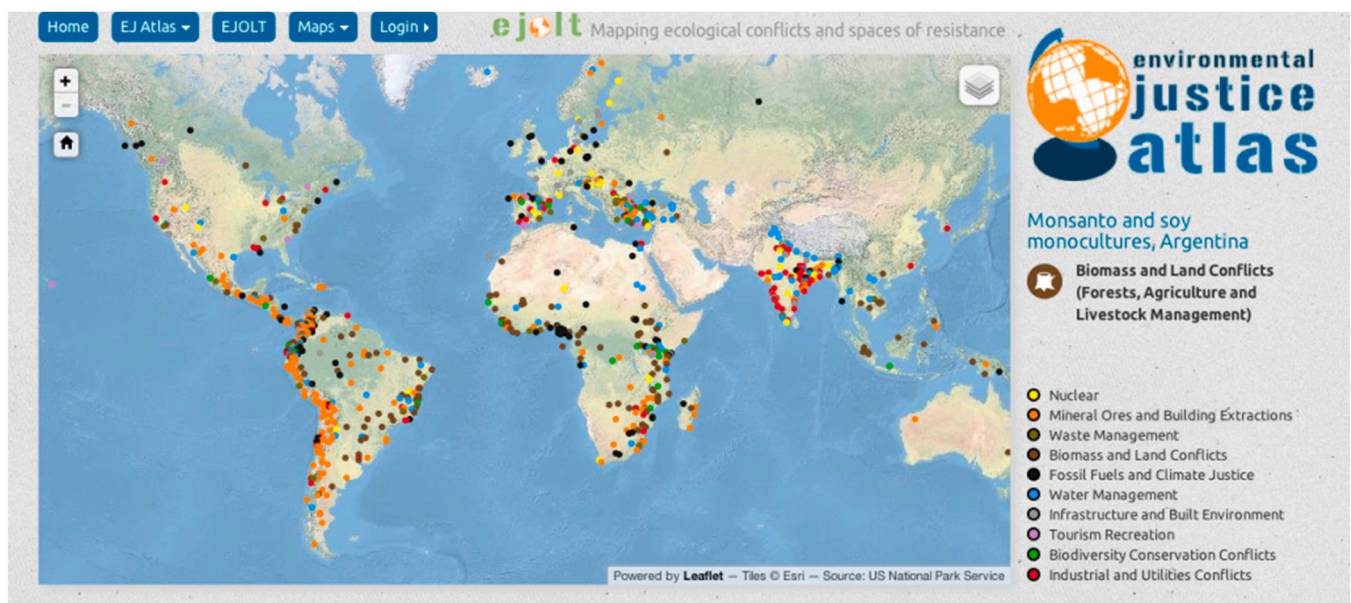 Home
EJ Atlas
EJOLT
Maps
Login
ejolt Mapping ecological conflicts and spaces of resistance
+
−
environmental
justice
atlas
Monsanto and soy
monocultures, Argentina
Biomass and Land Conflicts
(Forests, Agriculture and
Livestock Management)
Nuclear
Mineral Ores and Building Extractions
Waste Management
Biomass and Land Conflicts
Fossil Fuels and Climate Justice
Water Management
Infrastructure and Built Environment
Tourism Recreation
Biodiversity Conservation Conflicts
Industrial and Utilities Conflicts
Powered by Leaflet — Tiles © Esri — Source: US National Park Service